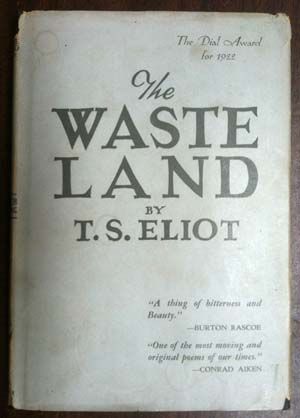 The Dial Award
for 1922
The
WASTE
LAND
BY
T. S. ELIOT
"A thing of bitterness and
Beauty."
—BURTON RASCOE
"One of the most moving and
original poems of our times."
—CONRAD AIKEN